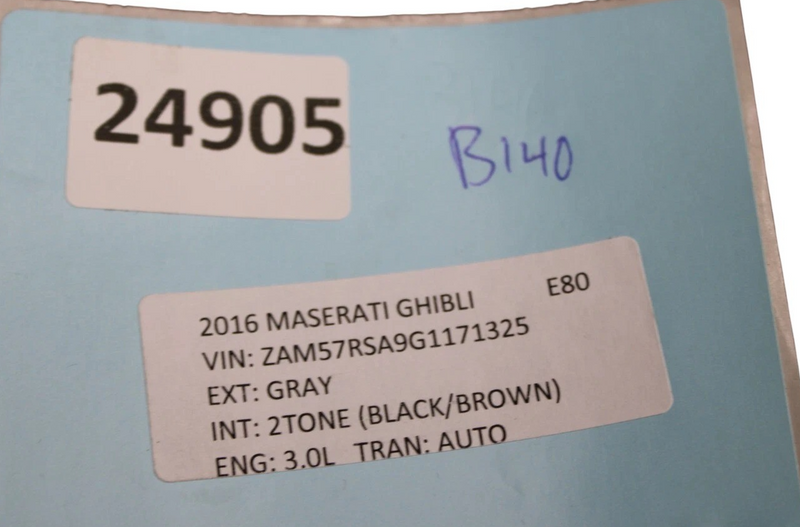 24905
B140
2016 MASERATI GHIBLI E80
VIN: ZAM57RSA9G1171325
EXT: GRAY
INT: 2TONE (BLACK/BROWN)
ENG: 3.0L TRAN: AUTO